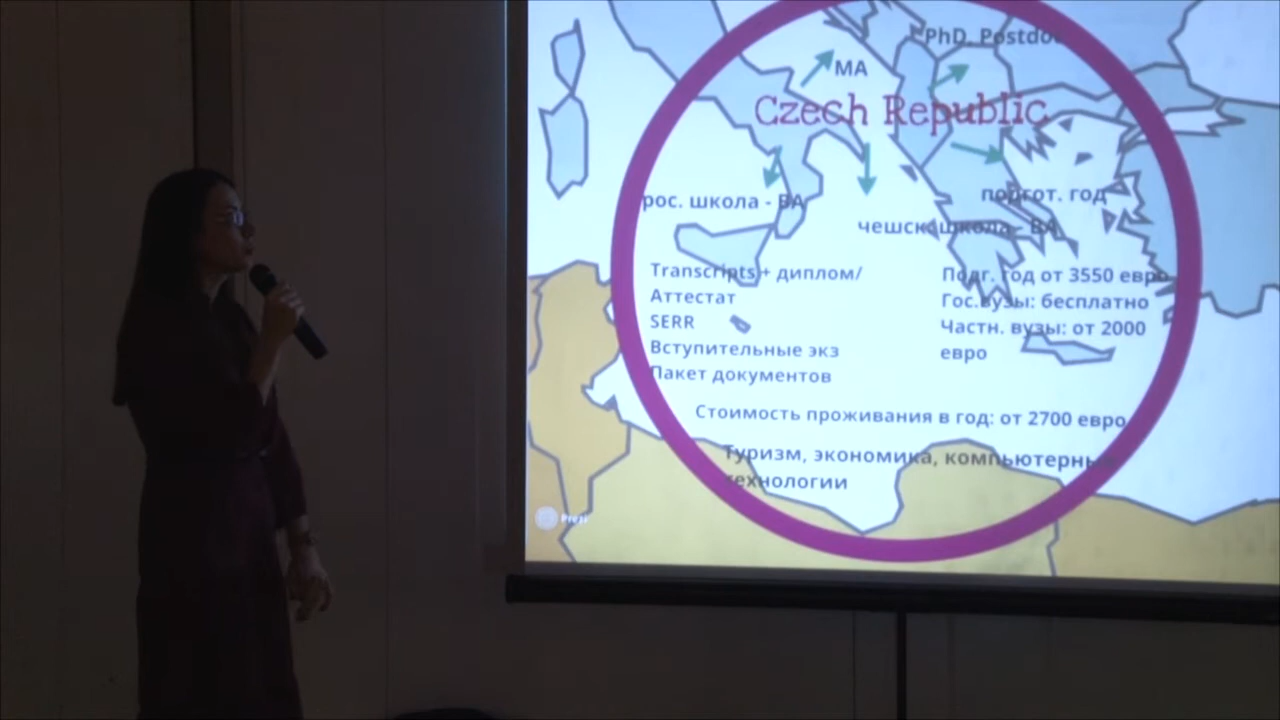 PhD, Postdoc
MA
Czech Republic
рос. школа - BA
погот. год
чешск школа - BA
Transcripts + диплом/
Аттестат
SERR
Вступительные экз
Пакет документов
Подг. год от 3550 евро
Гос.вузы: бесплатно
Частн. вузы: от 2000
евро
Стоимость проживания в год: от 2700 евро
Туризм, экономика, компьютерные
технологии
Prezi